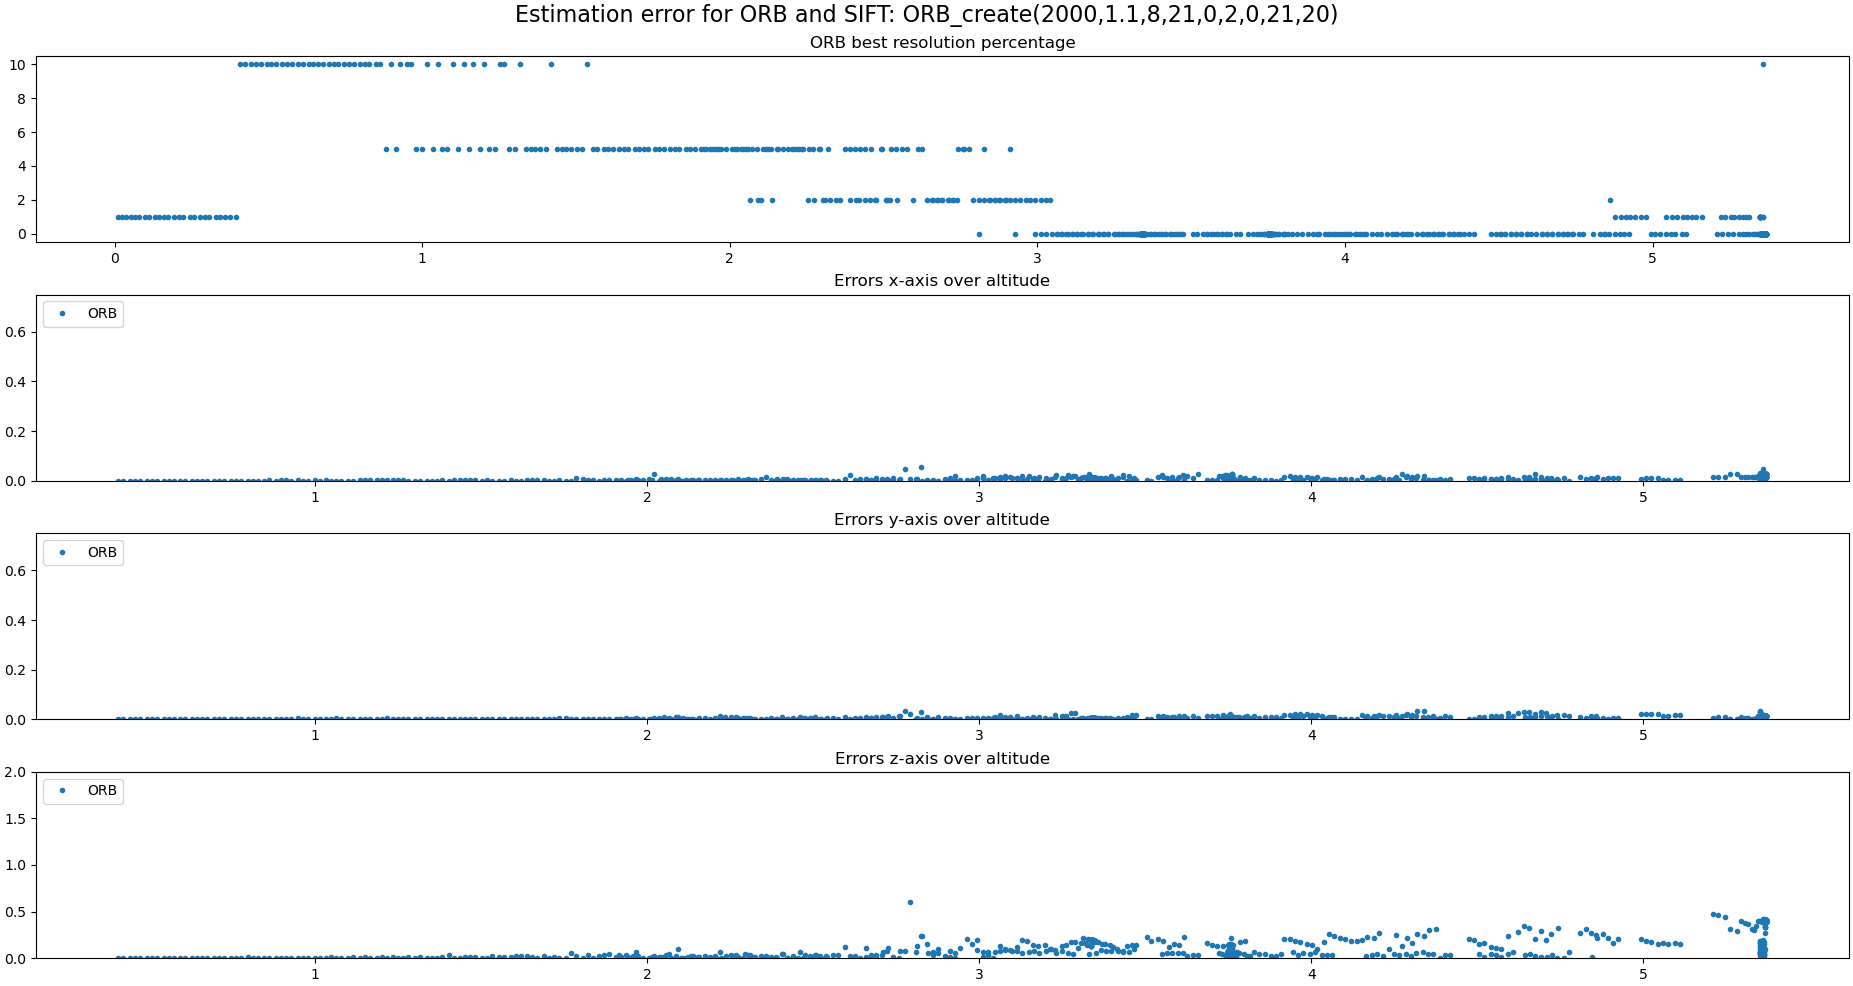 Estimation error for ORB and SIFT: ORB_create(2000,1.1,8,21,0,2,0,21,20)
ORB best resolution percentage
10
8
6
4
2
0
0 1 2 3 4 5
Errors x-axis over altitude
ORB
0.6
0.4
0.2
0.0
1 2 3 4 5
Errors y-axis over altitude
ORB
0.6
0.4
0.2
0.0
1 2 3 4 5
Errors z-axis over altitude
2.0
ORB
1.5
1.0
0.5
0.0
1 2 3 4 5